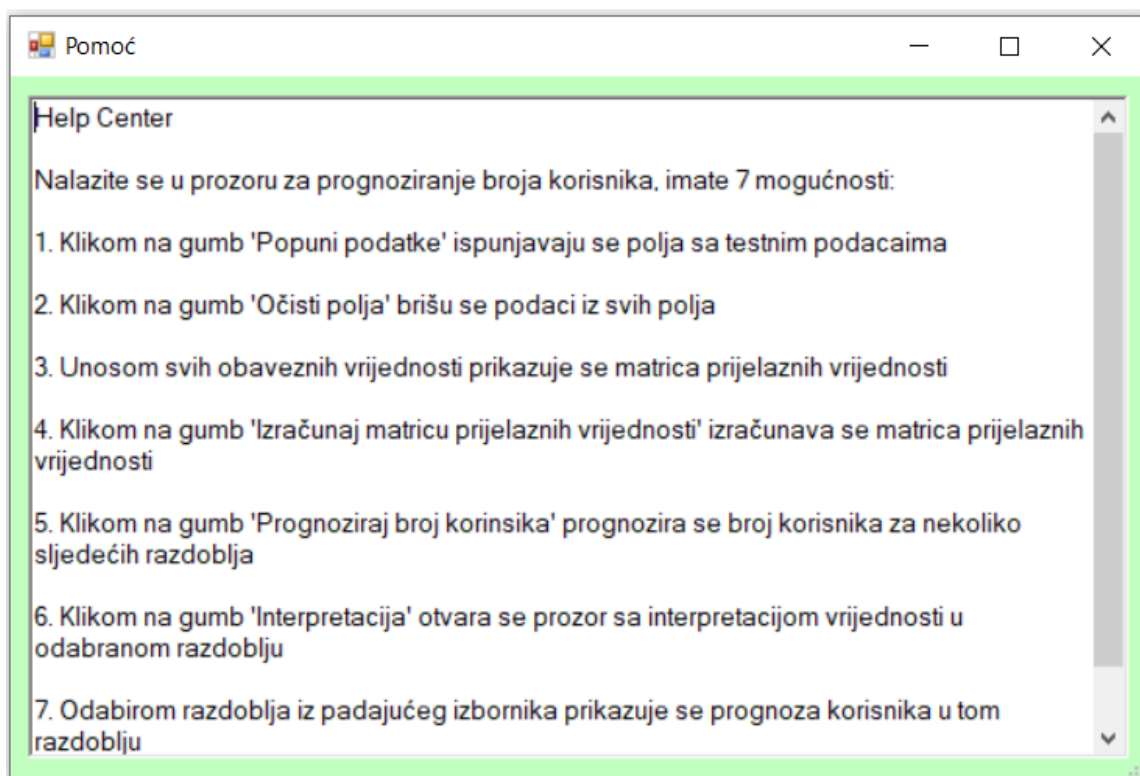 Pomoć
Help Center
Nalazite se u prozoru za prognoziranje broja korisnika, imate 7 mogućnosti:
1. Klikom na gumb 'Popuni podatke' ispunjavaju se polja sa testnim podacaima
2. Klikom na gumb 'Očisti polja' brišu se podaci iz svih polja
3. Unosom svih obaveznih vrijednosti prikazuje se matrica prijelaznih vrijednosti
4. Klikom na gumb 'Izračunaj matricu prijelaznih vrijednosti' izračunava se matrica prijelaznih
vrijednosti
5. Klikom na gumb 'Prognoziraj broj korinsika' prognozira se broj korisnika za nekoliko
sljedećih razdoblja
6. Klikom na gumb 'Interpretacija' otvara se prozor sa interpretacijom vrijednosti u
odabranom razdoblju
7. Odabirom razdoblja iz padajućeg izbornika prikazuje se prognoza korisnika u tom
razdoblju